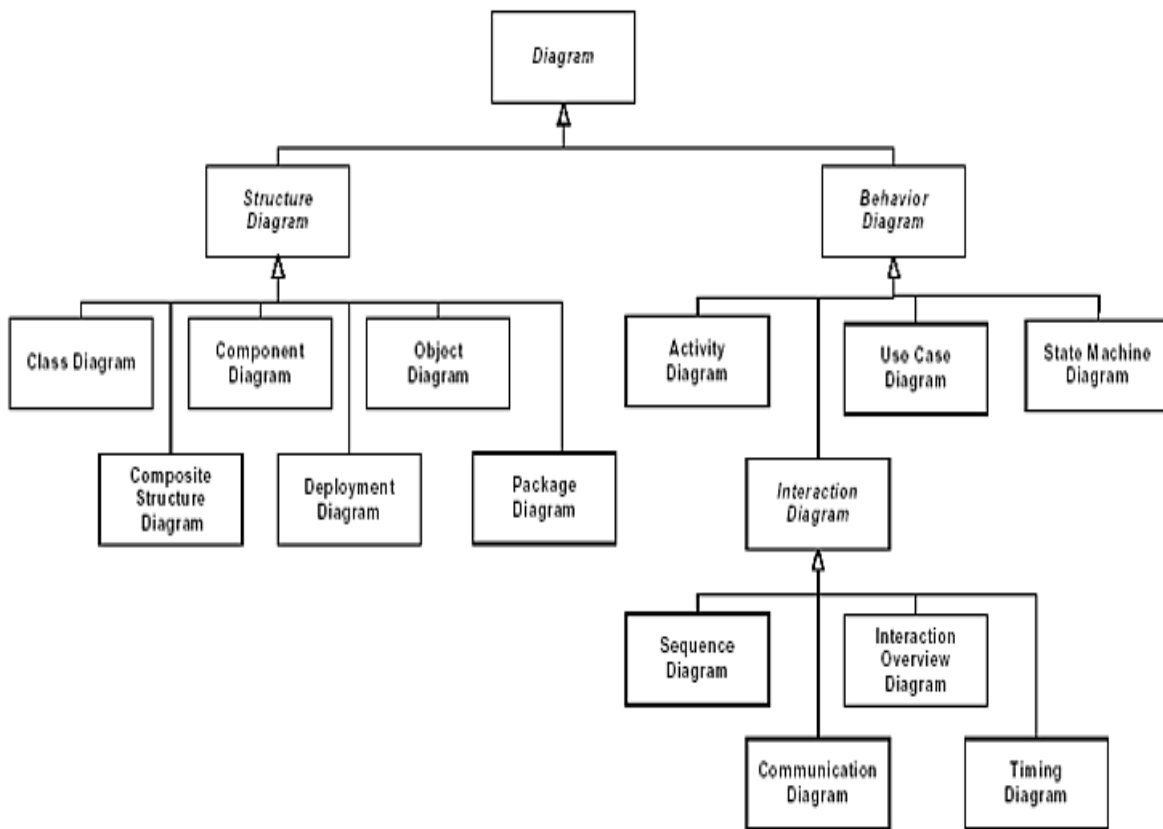 Diagram
Structure
Diagram
Behavior
Diagram
Class Diagram
Component
Diagram
Object
Diagram
Activity
Diagram
Use Case
Diagram
State Machine
Diagram
Composite
Structure
Diagram
Deployment
Diagram
Package
Diagram
Interaction
Diagram
Sequence
Diagram
Interaction
Overview
Diagram
Communication
Diagram
Timing
Diagram